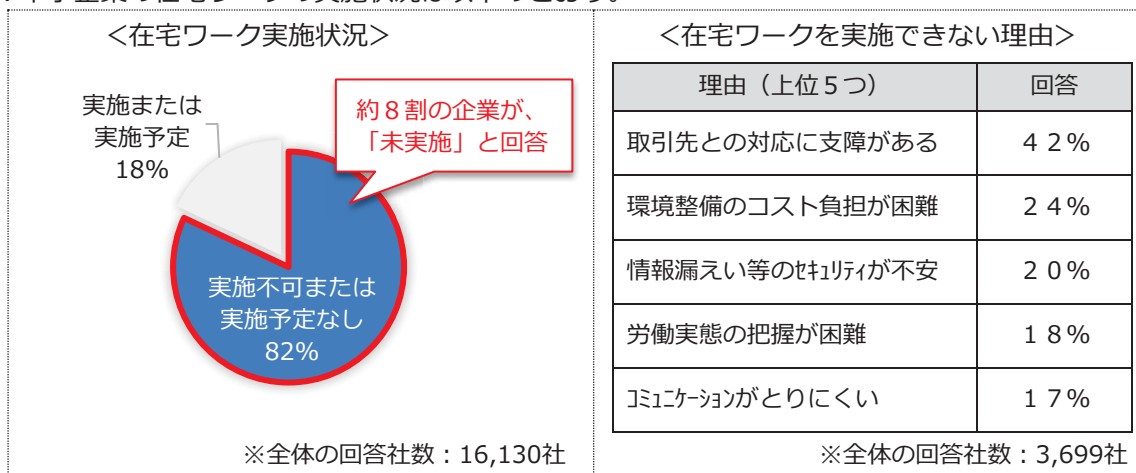 ＜在宅ワーク実施状況＞
実施または
実施予定
18%
約８割の企業が、
「未実施」と回答
実施不可または
実施予定なし
82%
※全体の回答社数：16,130社
＜在宅ワークを実施できない理由＞
理由（上位５つ） 回答
取引先との対応に支障がある ４２%
環境整備のコスト負担が困難 ２４%
情報漏えい等のｾｷｭﾘﾃｨが不安 ２０%
労働実態の把握が困難 １８%
ｺﾐｭﾆｹｰｼｮﾝがとりにくい １７%
※全体の回答社数：3,699社